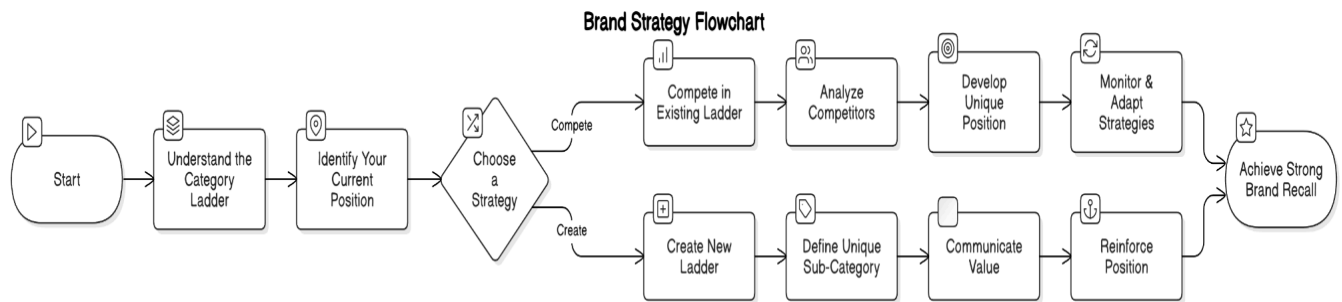 Brand Strategy Flowchart
Start
Understand the
Category
Ladder
Identify Your
Current
Position
Choose
a
Strategy
Compete
Compete in
Existing Ladder
Analyze
Competitors
Develop
Unique
Position
Monitor &
Adapt
Strategies
Create
Create New
Ladder
Define Unique
Sub-Category
Communicate
Value
Reinforce
Position
Achieve Strong
Brand Recall